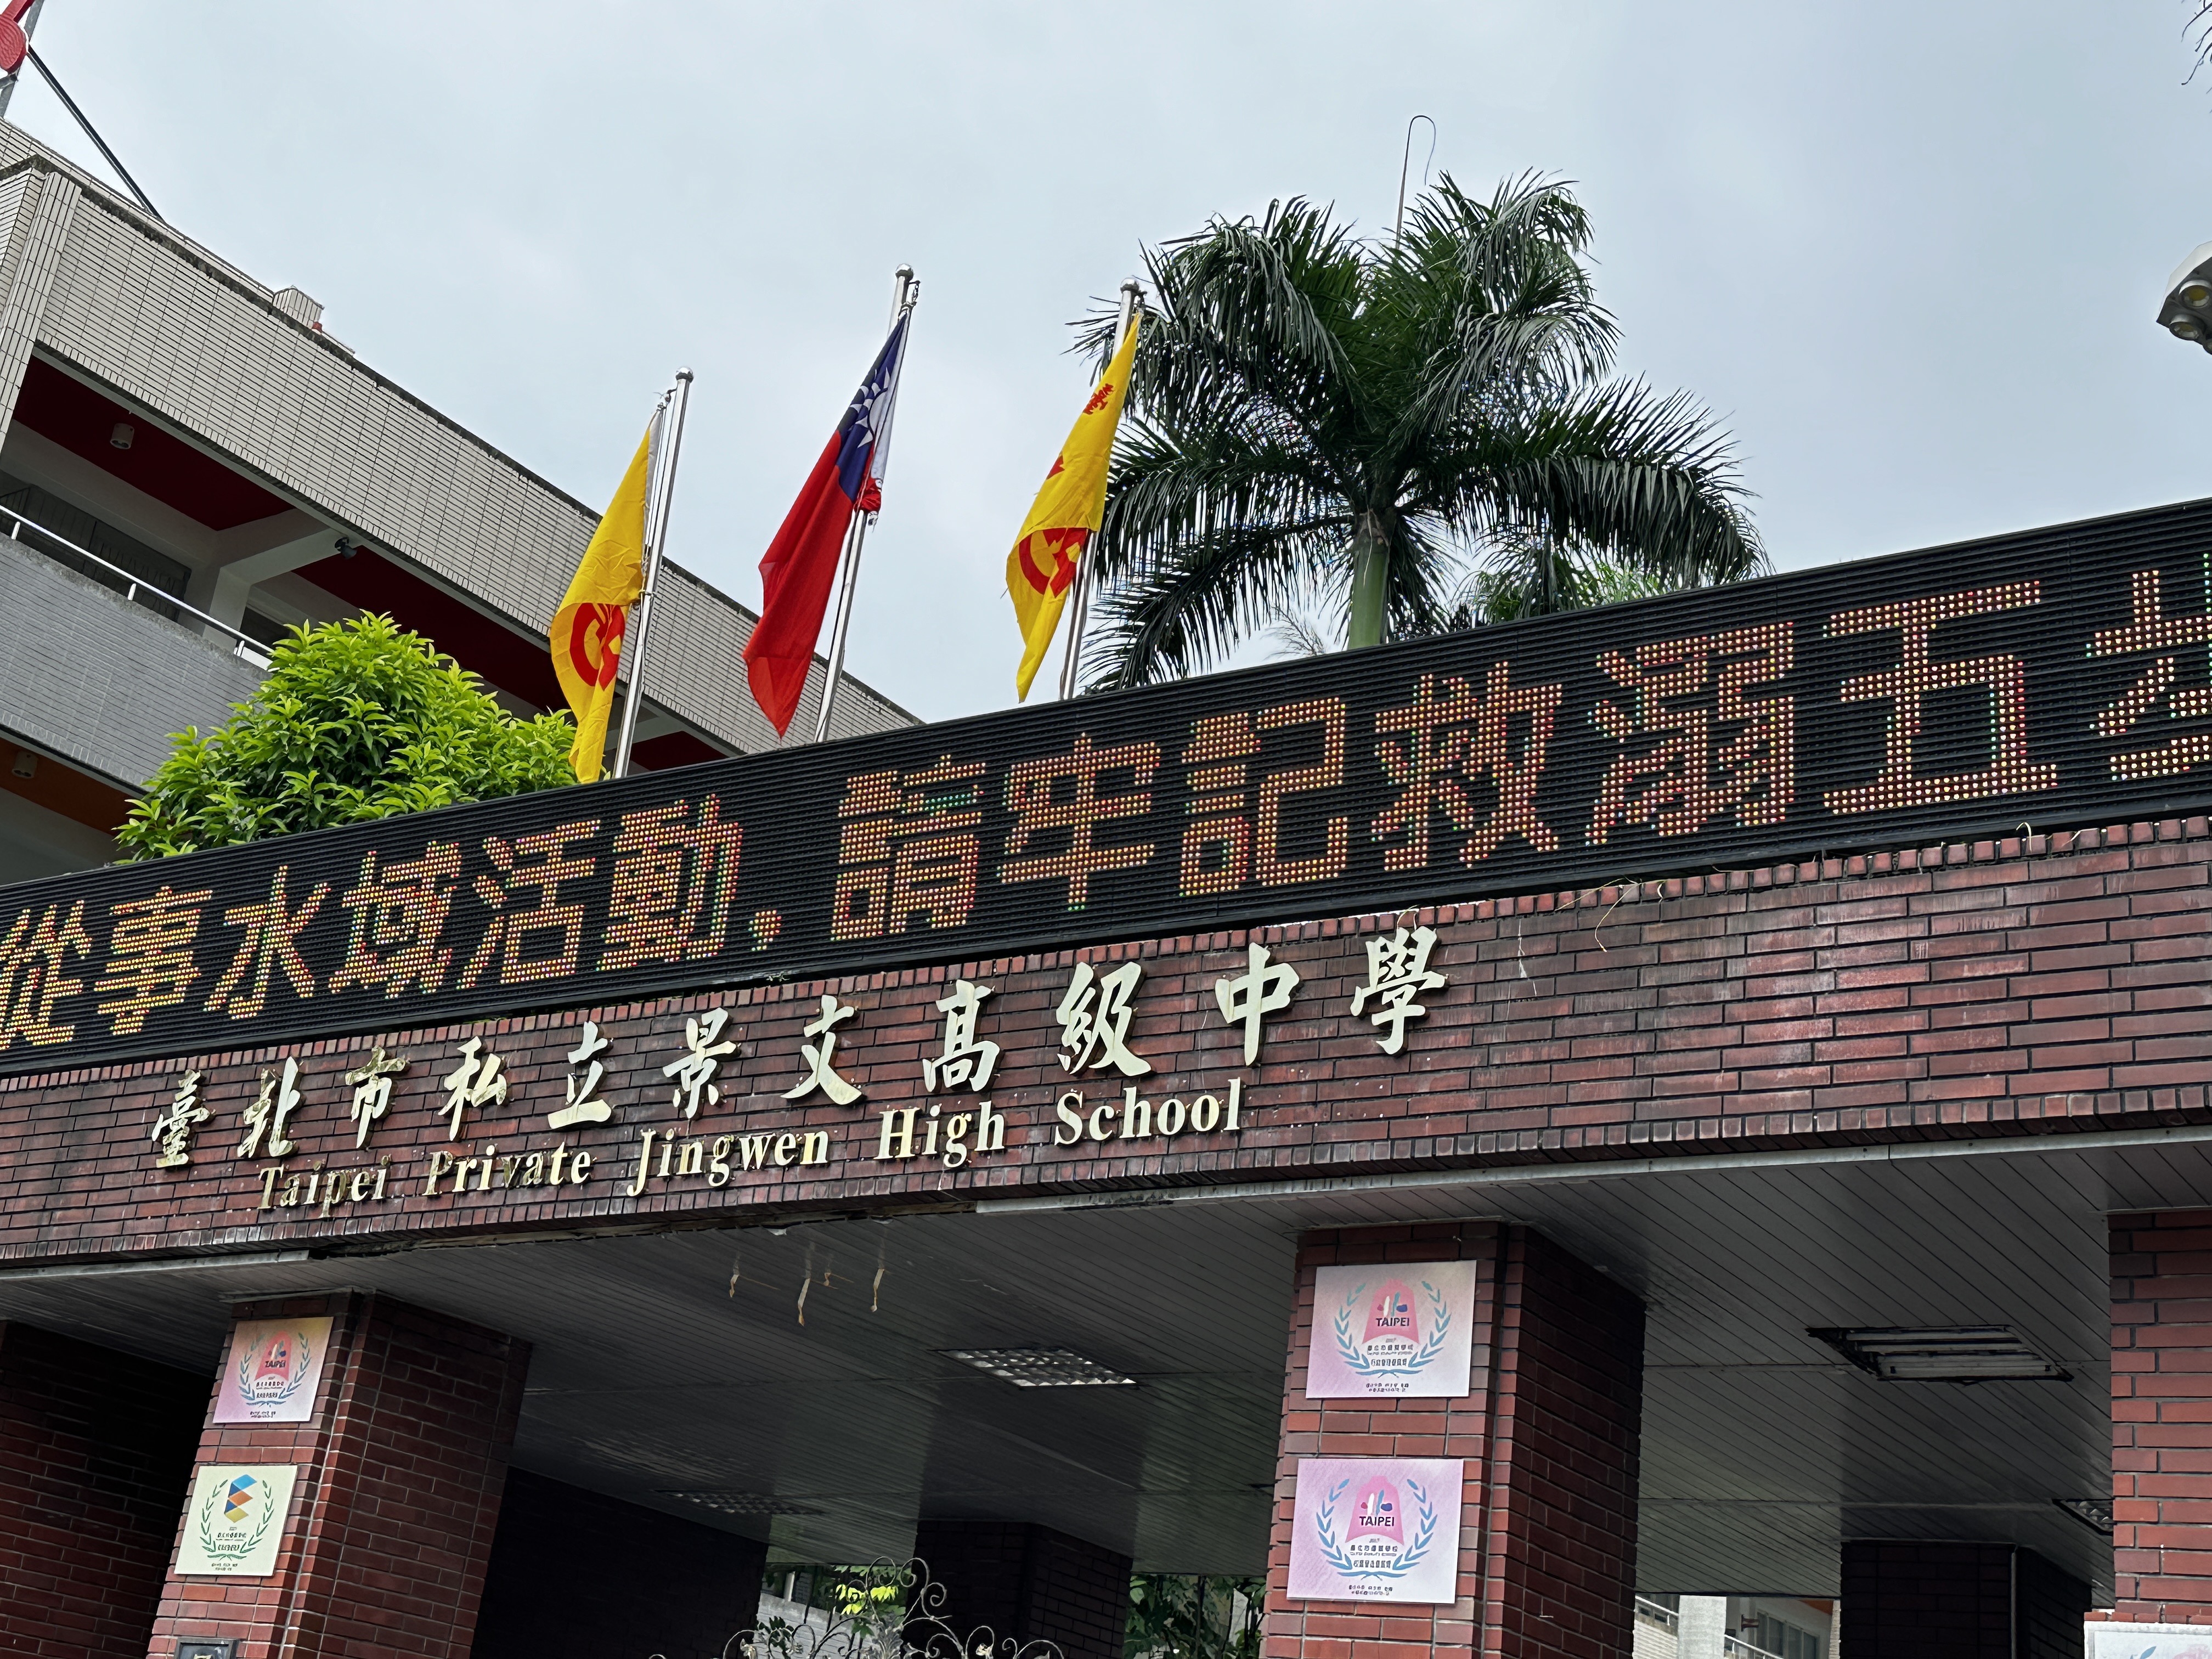 從事水域活動,請牢記救溺五步
臺北市私立景文高級中學
Taipei Private Jingwen High School
TAIPEI
TAIPEI
TAIPEI